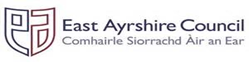 East Ayrshire Council
Comhairle Siorrachd Àir an Ear